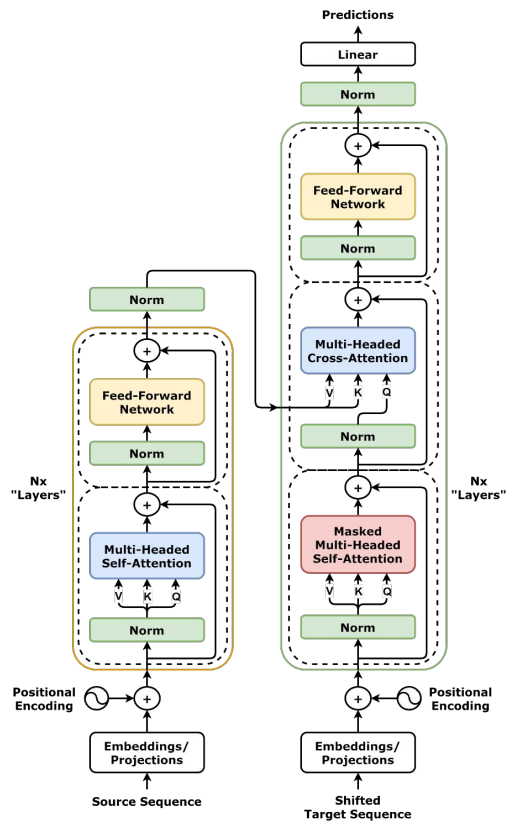 Predictions
Linear
Norm
Feed-Forward
Network
Norm
Norm
Multi-Headed
Cross-Attention
V K Q
Feed-Forward
Network
Norm
Norm
Nx
"Layers"
Nx
"Layers"
Multi-Headed
Self-Attention
V K Q
Norm
Masked
Multi-Headed
Self-Attention
V K Q
Norm
Positional
Encoding
Positional
Encoding
Embeddings/
Projections
Embeddings/
Projections
Source Sequence
Shifted
Target Sequence